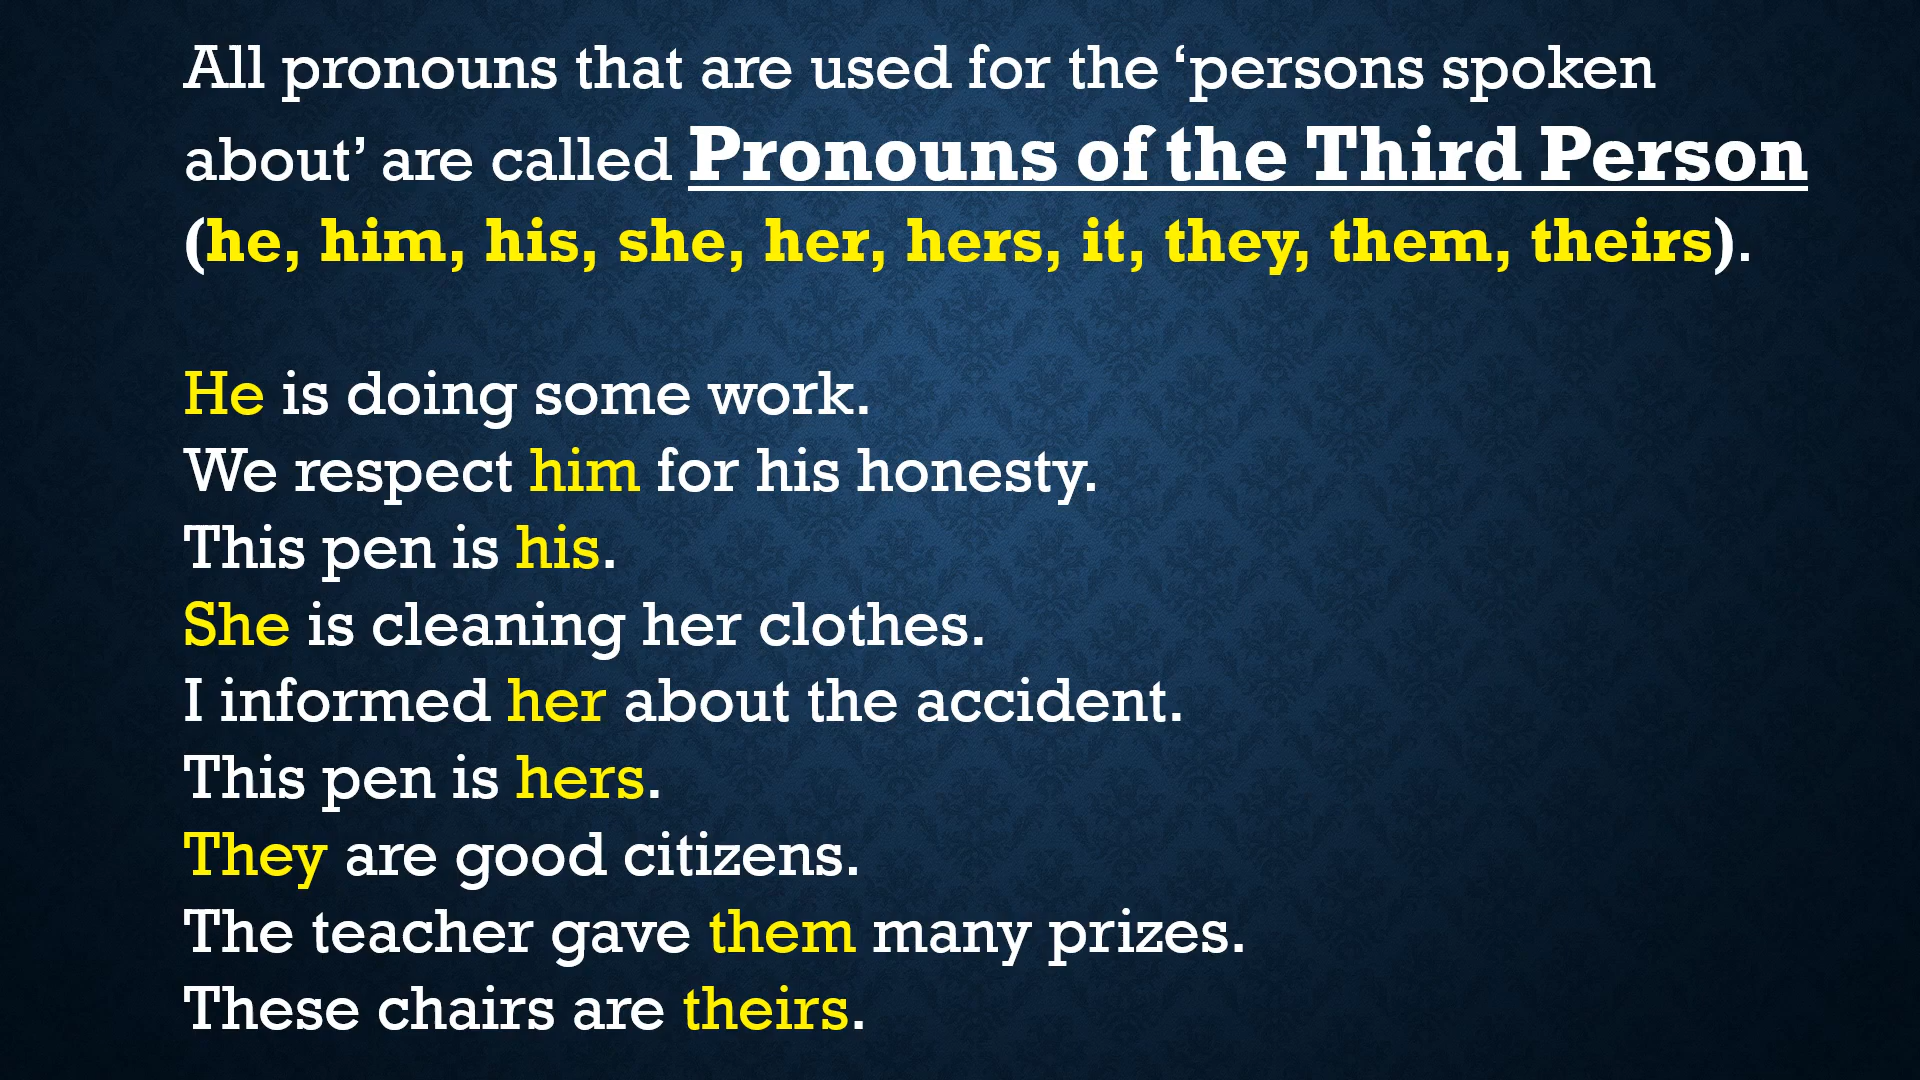 All pronouns that are used for the ‘persons spoken
about’ are called Pronouns of the Third Person
(he, him, his, she, her, hers, it, they, them, theirs).
He is doing some work.
We respect him for his honesty.
This pen is his.
She is cleaning her clothes.
I informed her about the accident.
This pen is hers.
They are good citizens.
The teacher gave them many prizes.
These chairs are theirs.